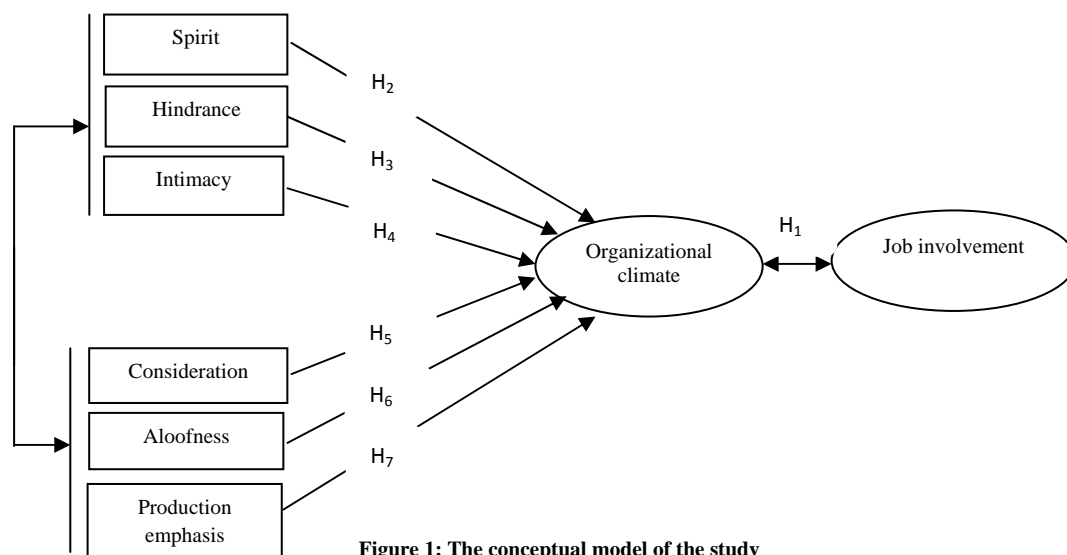 Spirit
H₂
Hindrance
H₃
Intimacy
H₄
Organizational
climate
H₁
Job involvement
H₅
Consideration
H₆
Aloofness
H₇
Production
emphasis
Figure 1: The conceptual model of the study